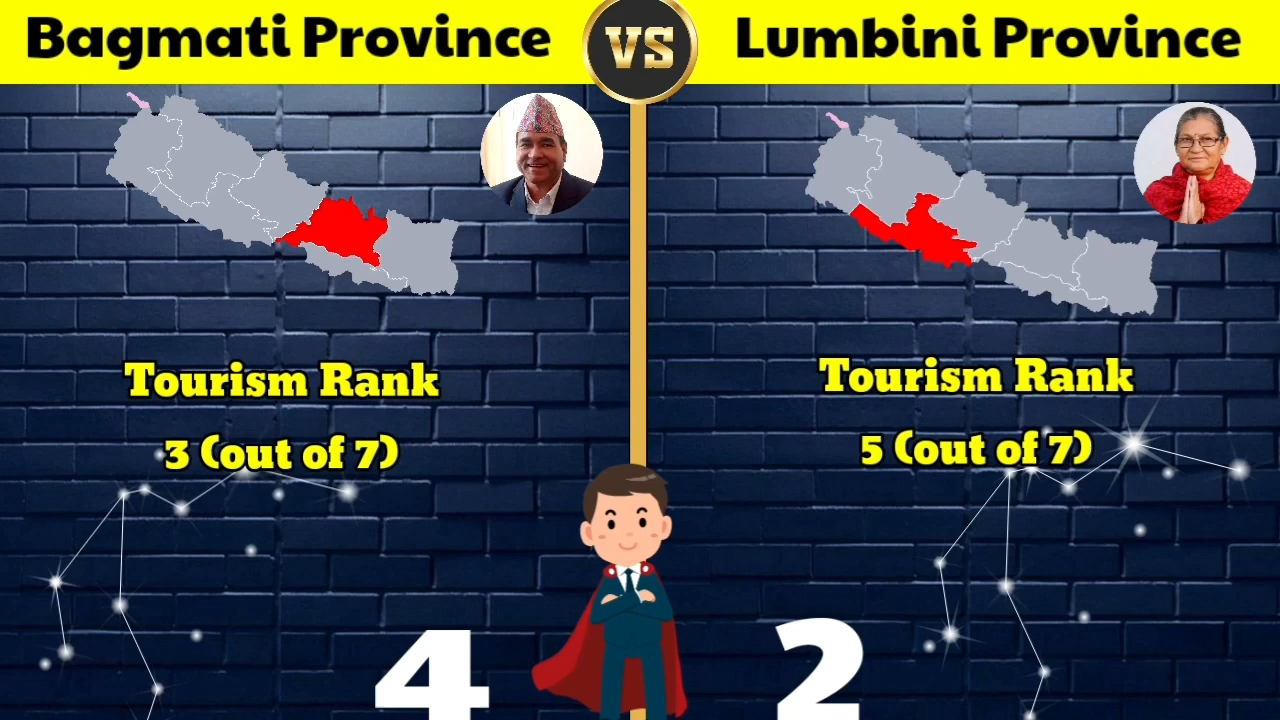 Bagmati Province
VS
Lumbini Province
Tourism Rank
3 (out of 7)
Tourism Rank
5 (out of 7)
4
2